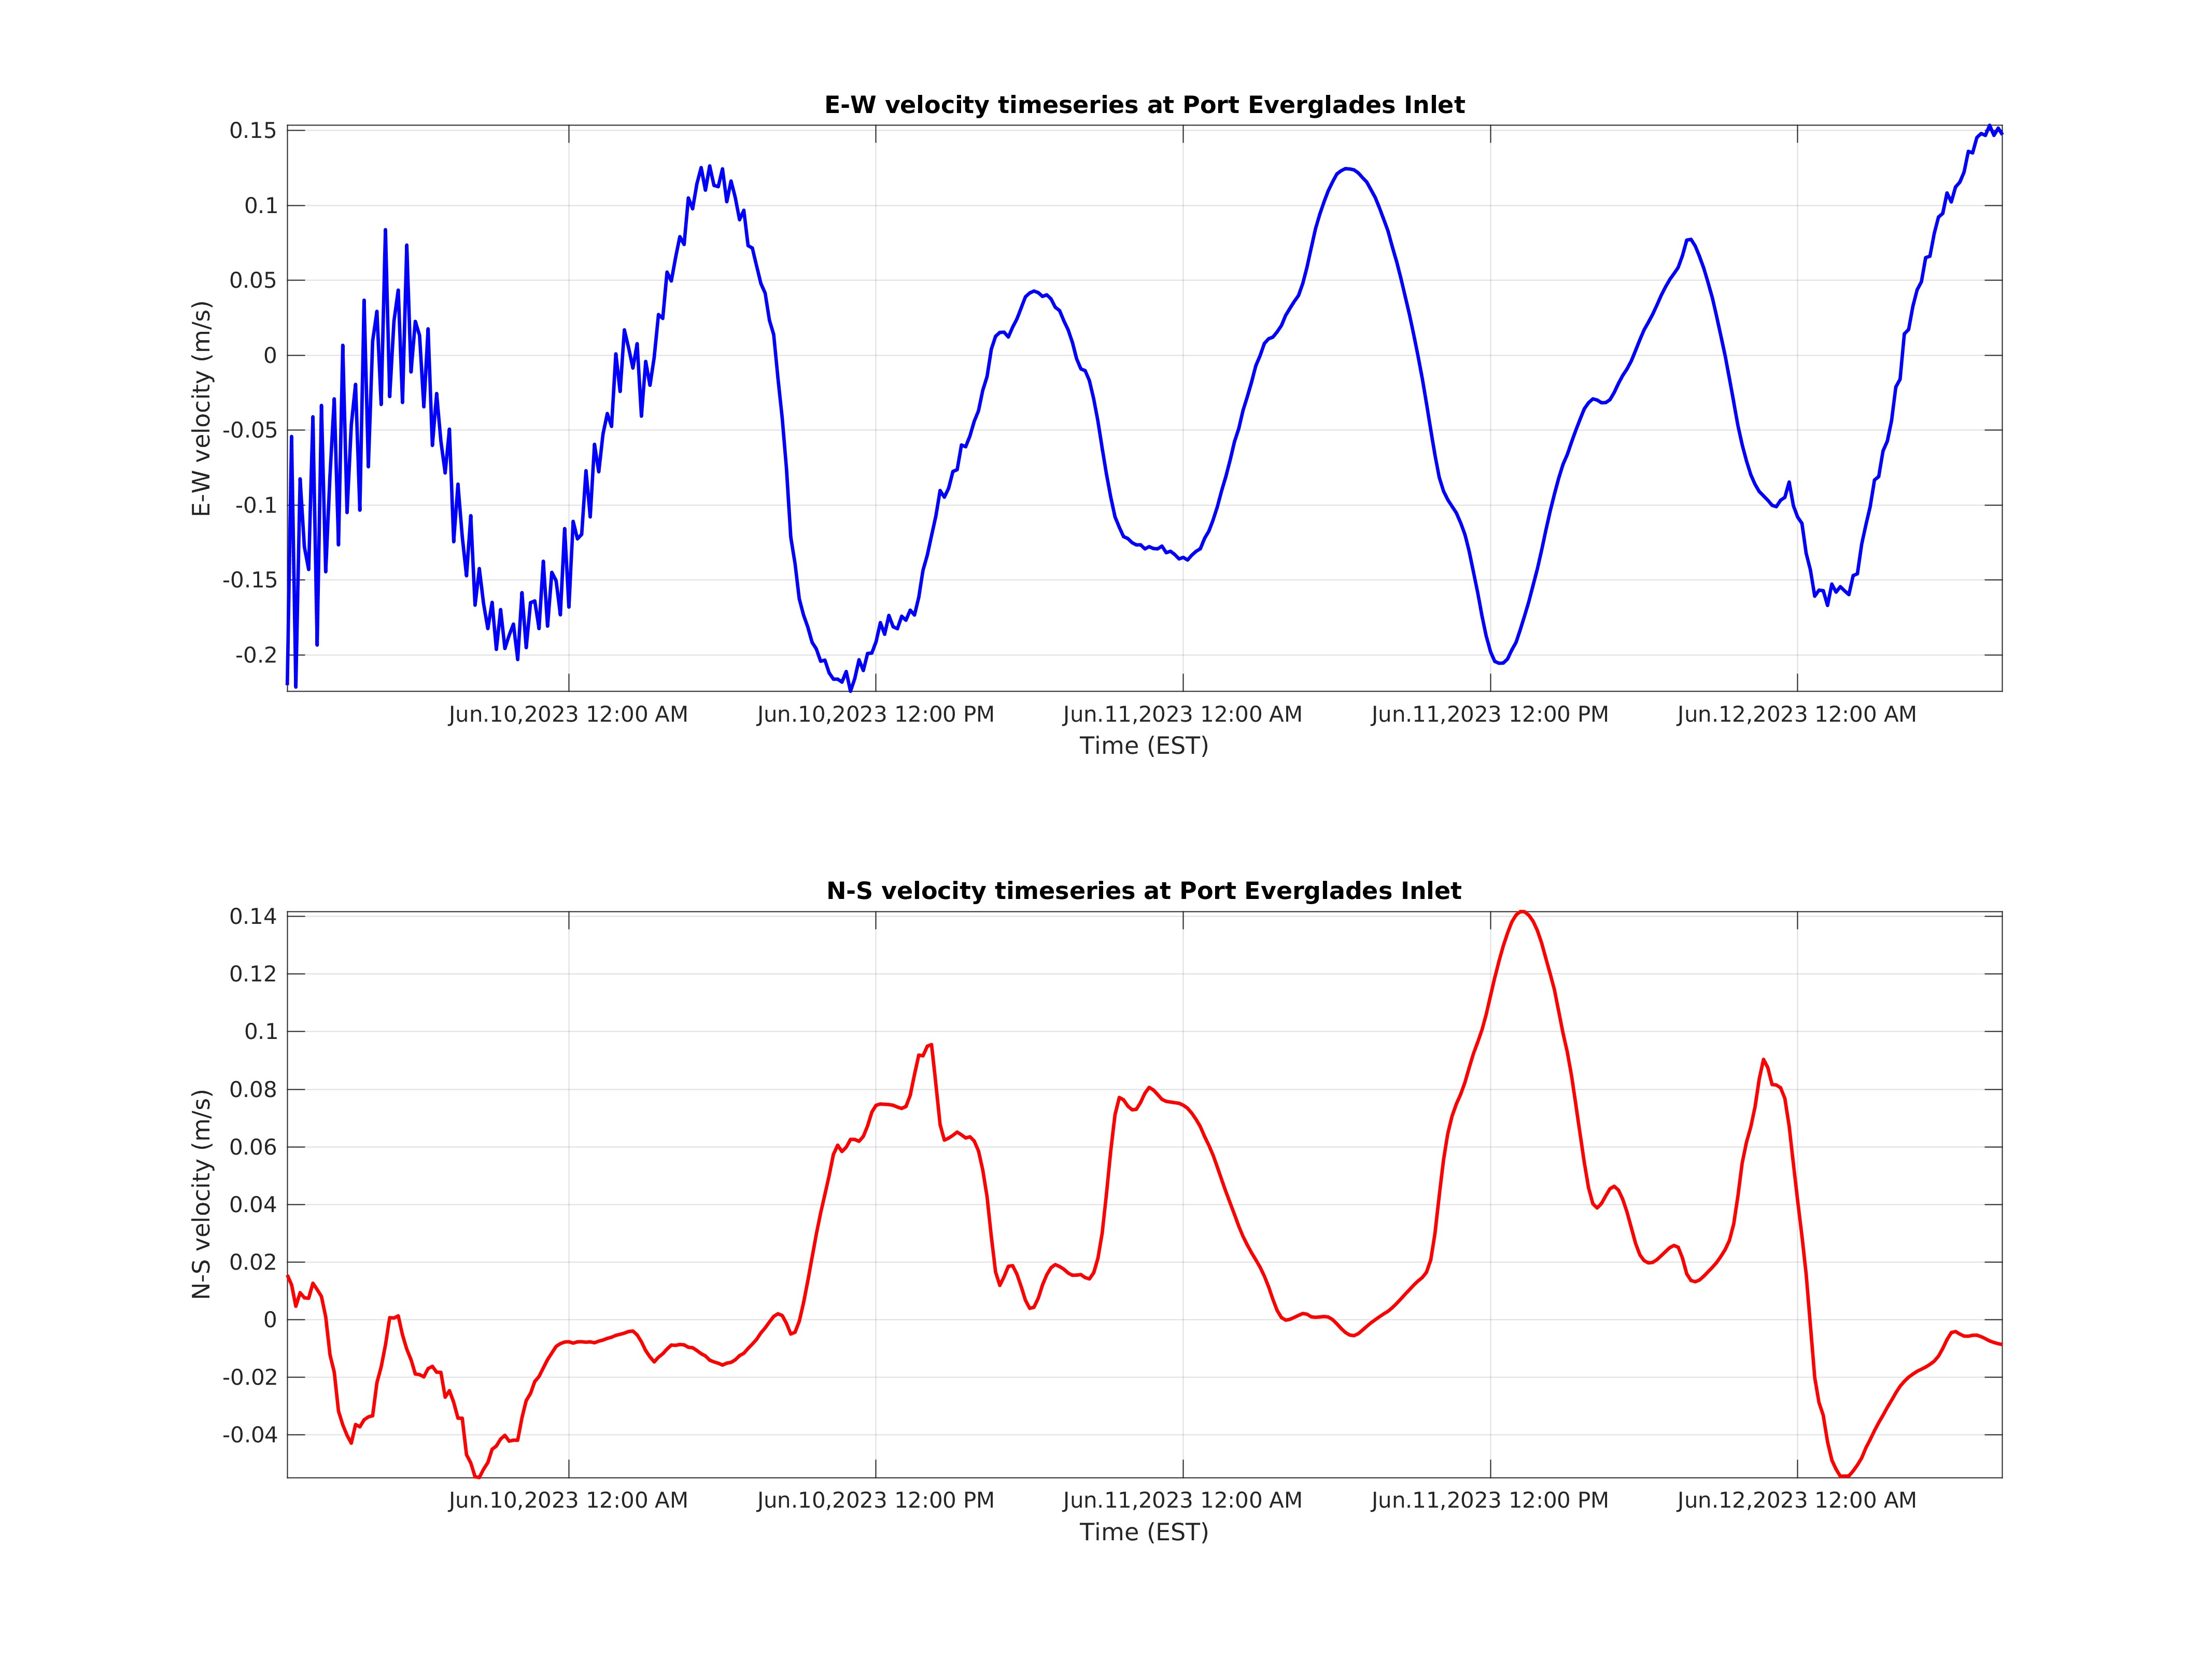 E-W velocity timeseries at Port Everglades Inlet
0.15
0.1
0.05
0
-0.05
-0.1
-0.15
-0.2
E-W velocity (m/s)
Jun.10,2023 12:00 AM
Jun.10,2023 12:00 PM
Jun.11,2023 12:00 AM
Jun.11,2023 12:00 PM
Jun.12,2023 12:00 AM
Time (EST)
N-S velocity timeseries at Port Everglades Inlet
0.14
0.12
0.1
0.08
0.06
0.04
0.02
0
-0.02
-0.04
N-S velocity (m/s)
Jun.10,2023 12:00 AM
Jun.10,2023 12:00 PM
Jun.11,2023 12:00 AM
Jun.11,2023 12:00 PM
Jun.12,2023 12:00 AM
Time (EST)